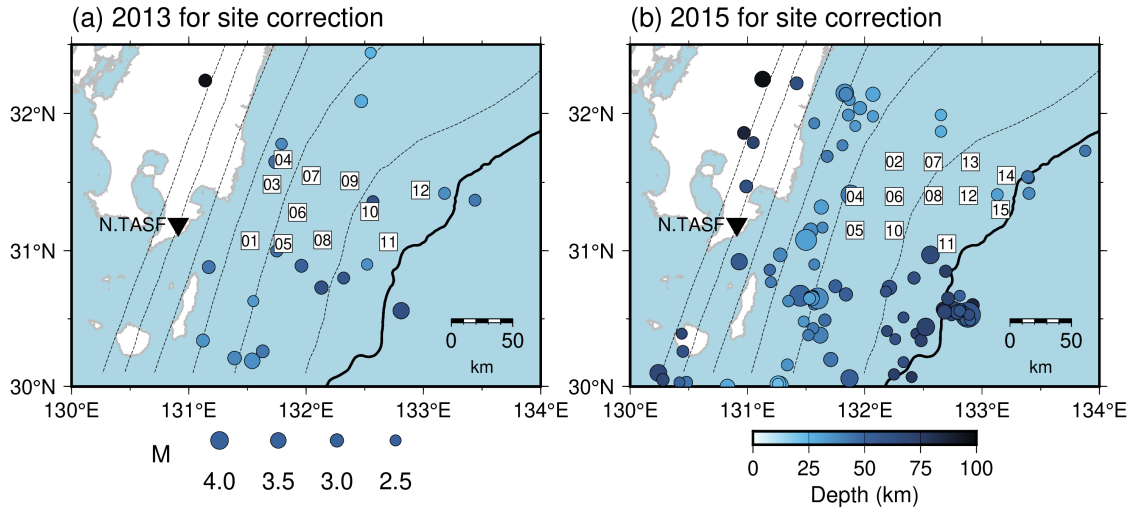 (a) 2013 for site correction
(b) 2015 for site correction
32°N
31°N
30°N
04
03
07
09
12
06
10
01
05
08
11
N.TASF
0 50
km
130°E 131°E 132°E 133°E 134°E
32°N
31°N
30°N
02 07 13
14
04 06 08 12
15
05 10
11
N.TASF
0 50
km
130°E 131°E 132°E 133°E 134°E
M
4.0 3.5 3.0 2.5
0 25 50 75 100
Depth (km)